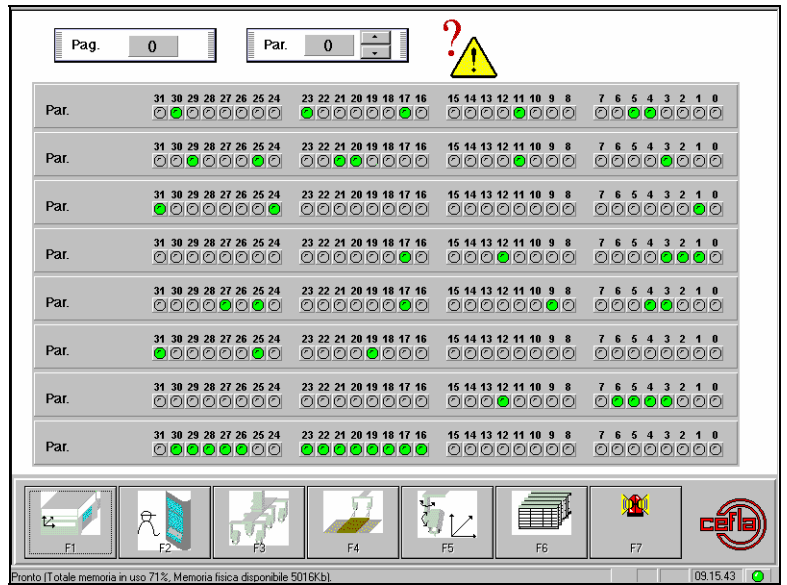 Pag. 0 Par. 0 ?
31 30 29 28 27 26 25 24 23 22 21 20 19 18 17 16 15 14 13 12 11 10 9 8 7 6 5 4 3 2 1 0
Par.
31 30 29 28 27 26 25 24 23 22 21 20 19 18 17 16 15 14 13 12 11 10 9 8 7 6 5 4 3 2 1 0
Par.
31 30 29 28 27 26 25 24 23 22 21 20 19 18 17 16 15 14 13 12 11 10 9 8 7 6 5 4 3 2 1 0
Par.
31 30 29 28 27 26 25 24 23 22 21 20 19 18 17 16 15 14 13 12 11 10 9 8 7 6 5 4 3 2 1 0
Par.
31 30 29 28 27 26 25 24 23 22 21 20 19 18 17 16 15 14 13 12 11 10 9 8 7 6 5 4 3 2 1 0
Par.
31 30 29 28 27 26 25 24 23 22 21 20 19 18 17 16 15 14 13 12 11 10 9 8 7 6 5 4 3 2 1 0
Par.
31 30 29 28 27 26 25 24 23 22 21 20 19 18 17 16 15 14 13 12 11 10 9 8 7 6 5 4 3 2 1 0
Par.
31 30 29 28 27 26 25 24 23 22 21 20 19 18 17 16 15 14 13 12 11 10 9 8 7 6 5 4 3 2 1 0
Par.
F1 F2 F3 F4 F5 F6 F7
cefla
Pronto (Totale memoria in uso 71%, Memoria fisica disponibile 5016Kb). 09.15.43